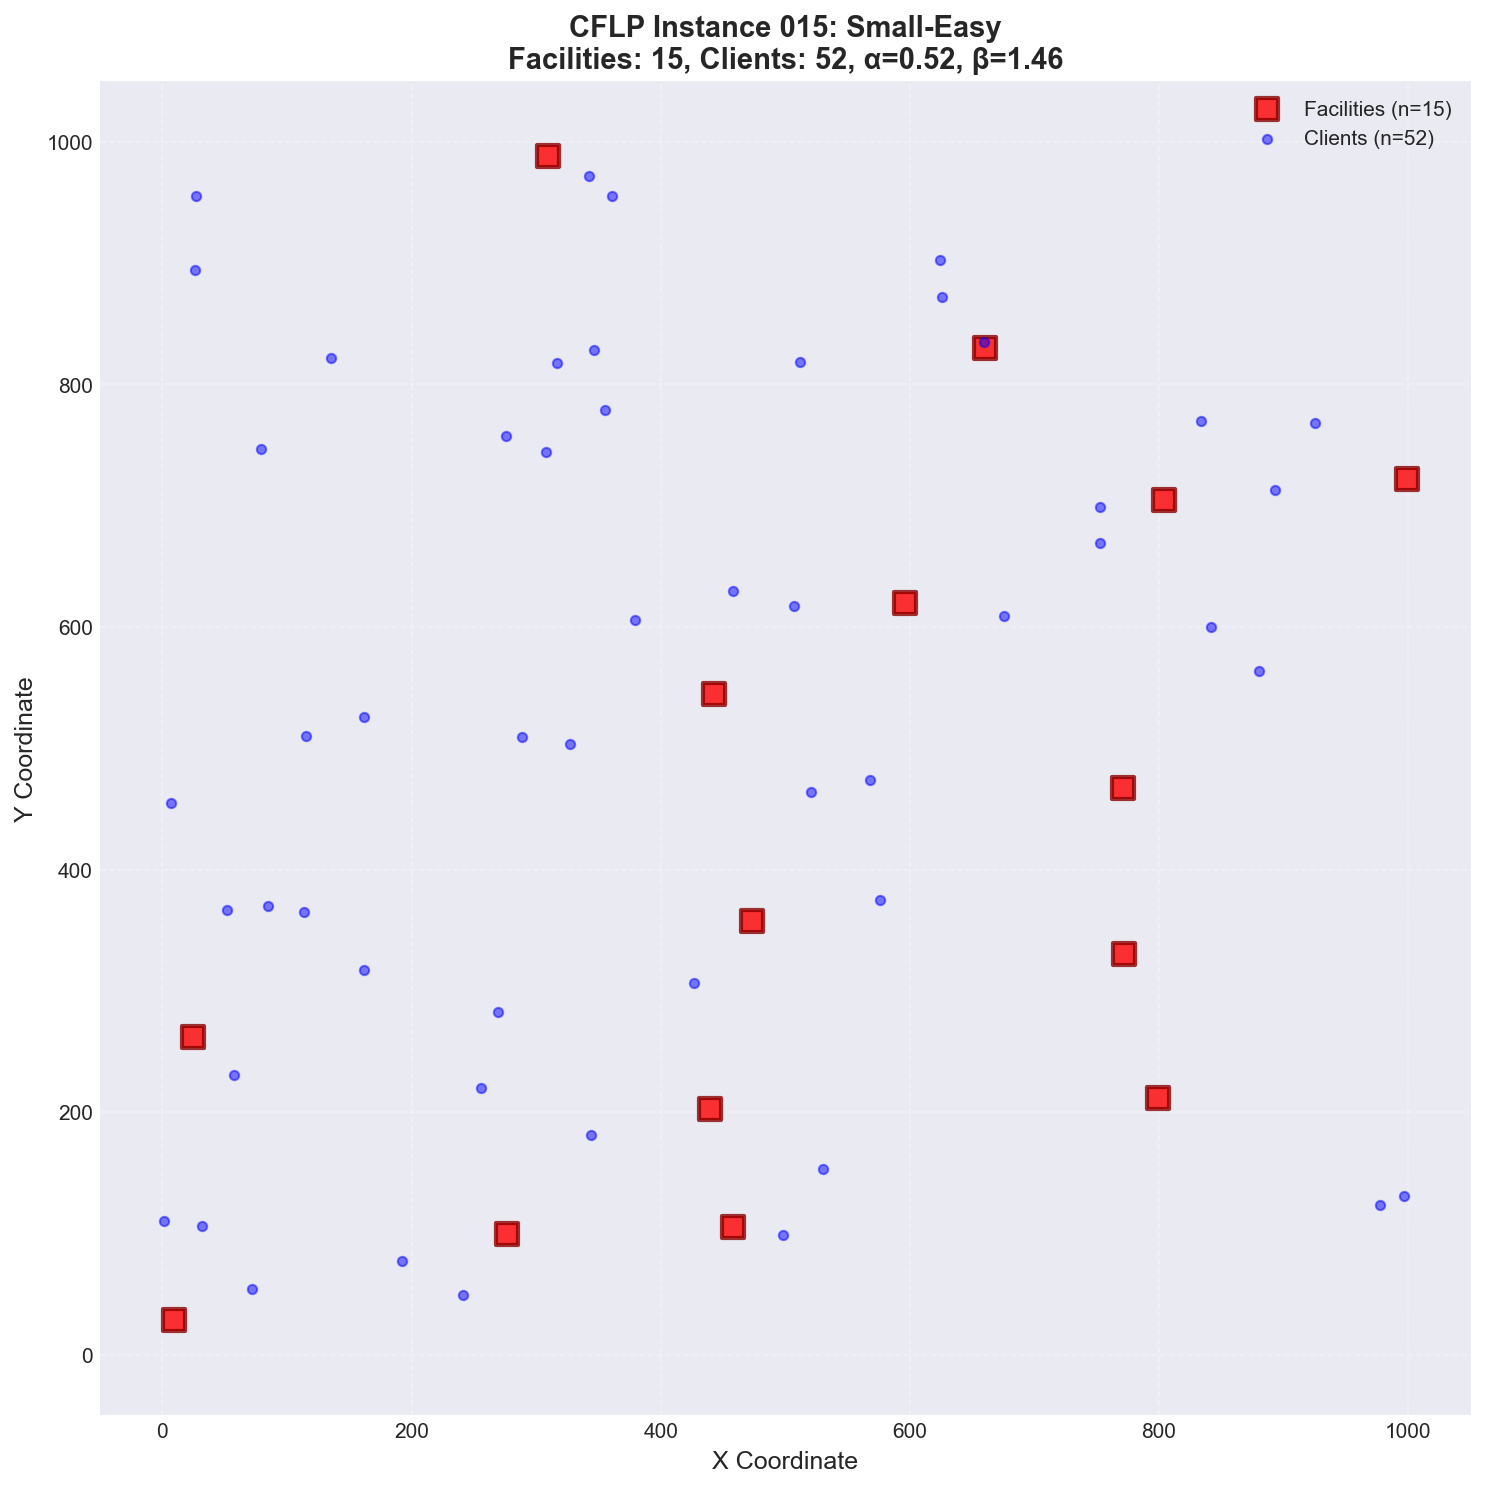 CFLP Instance 015: Small-Easy
Facilities: 15, Clients: 52, α=0.52, β=1.46
Facilities (n=15)
Clients (n=52)
1000
800
600
400
200
0
Y Coordinate
0 200 400 600 800 1000
X Coordinate